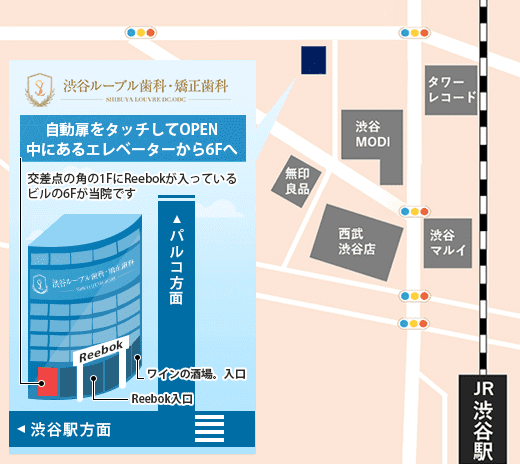 渋谷ルーブル歯科・矯正歯科
SHIBUYA LOUVRE DC.ODC
自動扉をタッチしてOPEN
中にあるエレベーターから6Fへ
交差点の角の1FにReebokが入っている
ビルの6Fが当院です
▲パルコ方面
渋谷ルーブル歯科・矯正歯科
Reebok
ワインの酒場。入口
Reebok入口
◀ 渋谷駅方面
タワー
レコード
渋谷
MODI
無印
良品
西武
渋谷店
渋谷
マルイ
JR
渋谷駅